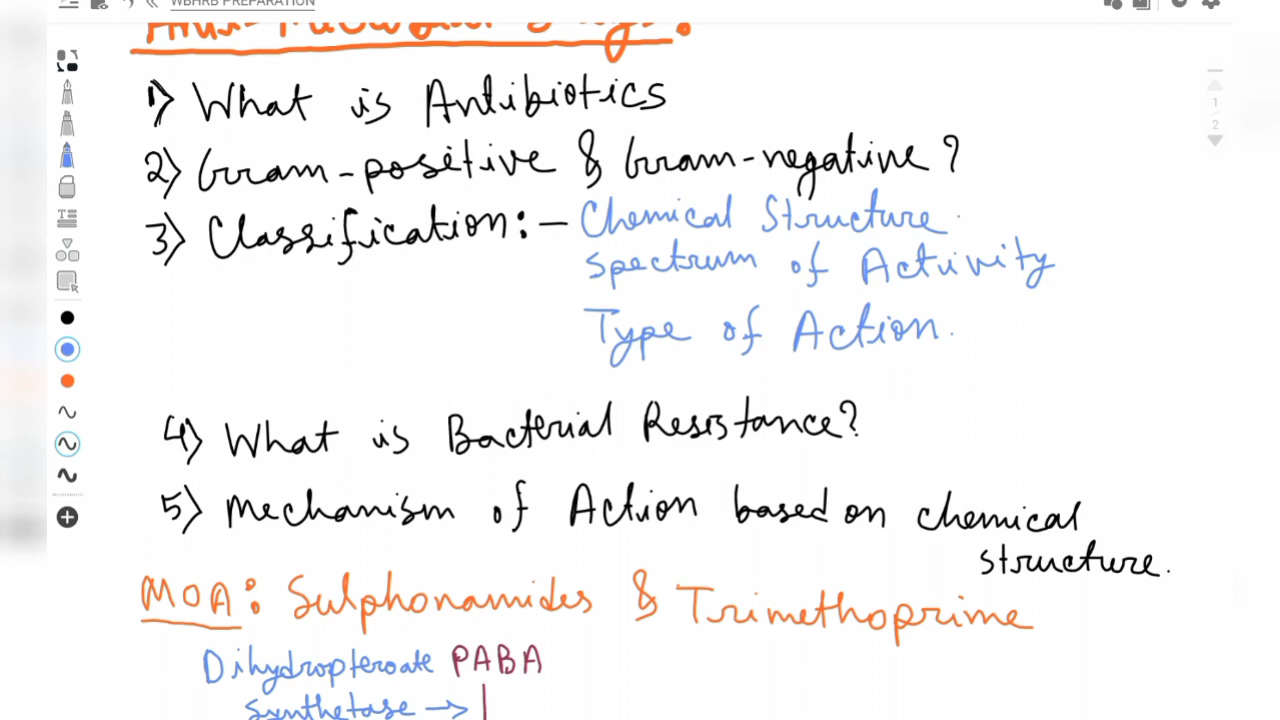 WBHRB PREPARATION
1) What is Antibiotics
2) Gram-positive & Gram-negative?
3) Classification:- Chemical Structure
Spectrum of Activity
Type of Action.
4) What is Bacterial Resistance?
5) Mechanism of Action based on chemical
structure.
MOA: Sulphonamides & Trimethoprime
Dihydropteroate PABA
synthetase →
1
2